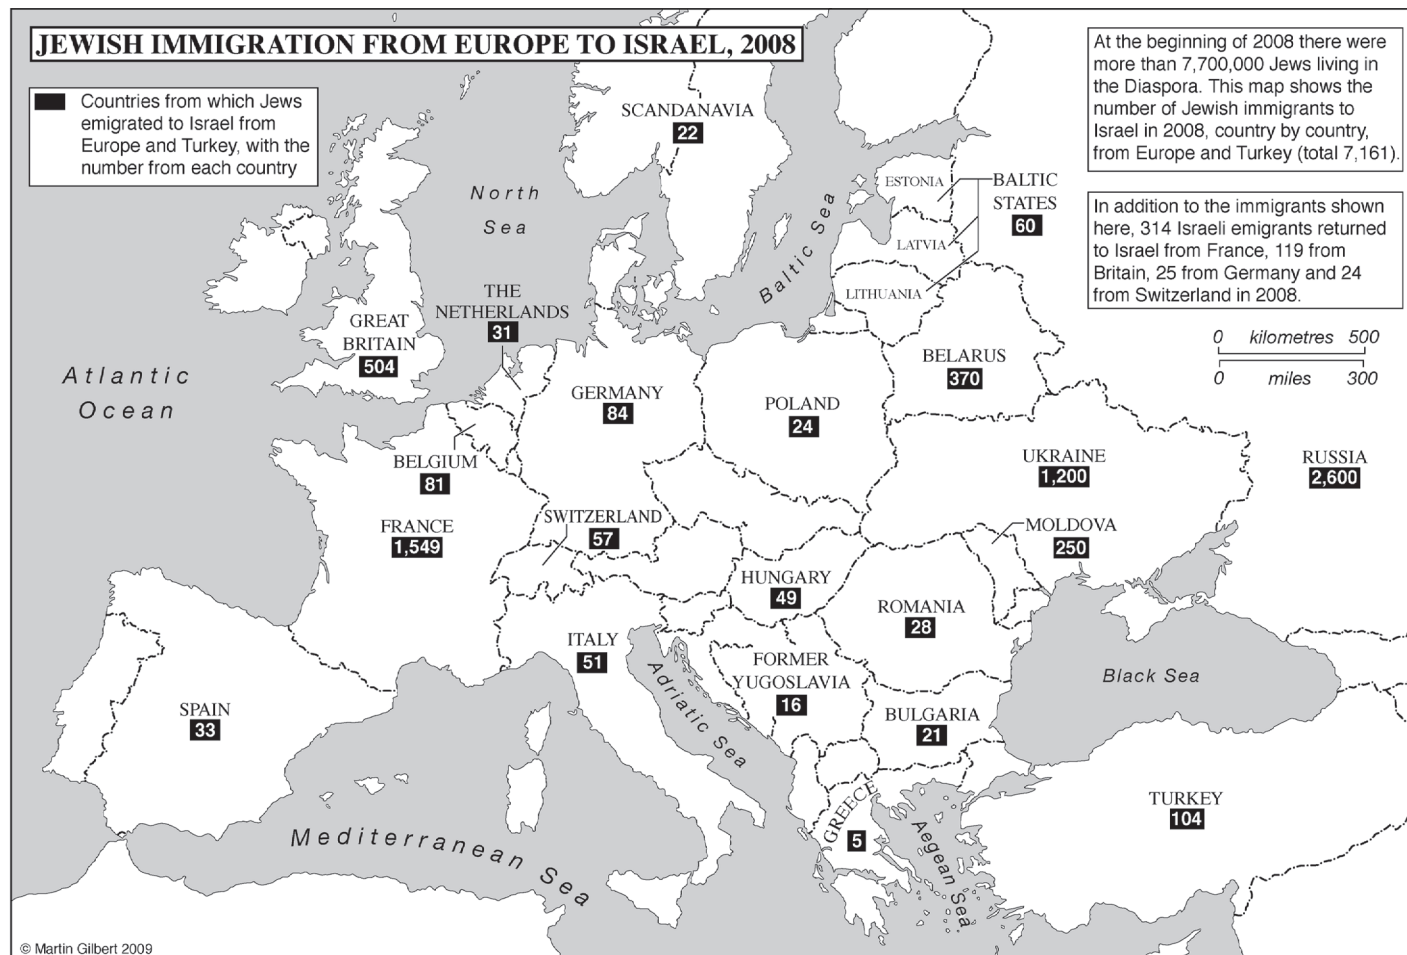 JEWISH IMMIGRATION FROM EUROPE TO ISRAEL, 2008
Countries from which Jews
emigrated to Israel from
Europe and Turkey, with the
number from each country
At the beginning of 2008 there were
more than 7,700,000 Jews living in
the Diaspora. This map shows the
number of Jewish immigrants to
Israel in 2008, country by country,
from Europe and Turkey (total 7,161).
In addition to the immigrants shown
here, 314 Israeli emigrants returned
to Israel from France, 119 from
Britain, 25 from Germany and 24
from Switzerland in 2008.
0 kilometres 500
0 miles 300
SCANDANAVIA
22
North
Sea
Baltic Sea
ESTONIA
LATVIA
LITHUANIA
BALTIC
STATES
60
THE
NETHERLANDS
31
GREAT
BRITAIN
504
Atlantic
Ocean
GERMANY
84
POLAND
24
BELARUS
370
BELGIUM
81
UKRAINE
1,200
RUSSIA
2,600
FRANCE
1,549
SWITZERLAND
57
MOLDOVA
250
HUNGARY
49
ROMANIA
28
ITALY
51
FORMER
YUGOSLAVIA
16
Adriatic Sea
Black Sea
SPAIN
33
BULGARIA
21
GREECE
5
TURKEY
104
Mediterranean Sea
Aegean Sea
© Martin Gilbert 2009